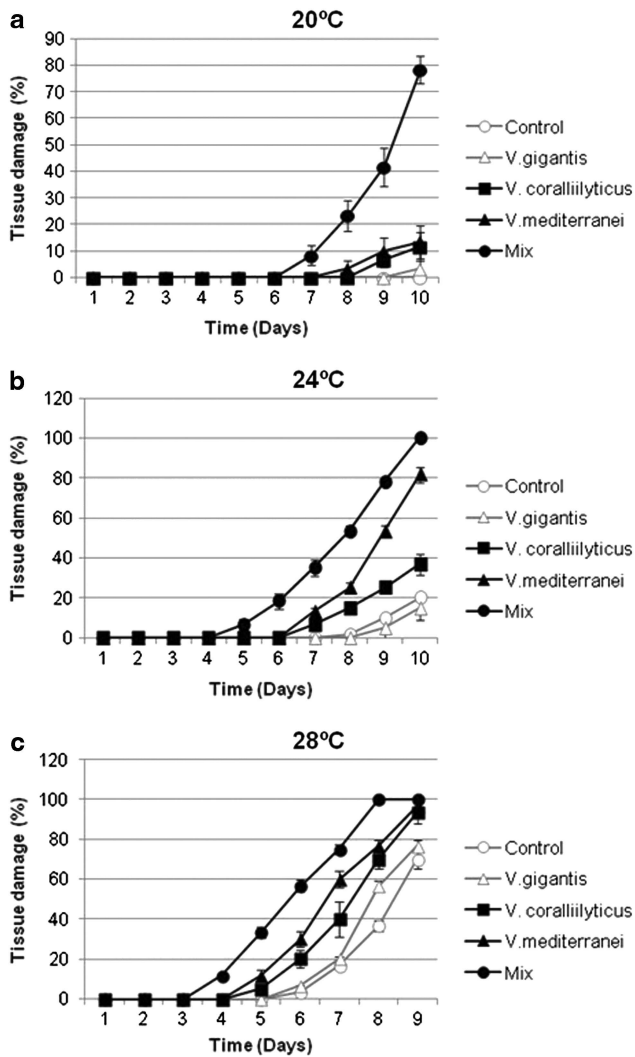 a
20ºC
Tissue damage (%)
90
80
70
60
50
40
30
20
10
0
1 2 3 4 5 6 7 8 9 10
Time (Days)
Control
V.gigantis
V. coralliilyticus
V.mediterranei
Mix
b
24ºC
Tissue damage (%)
120
100
80
60
40
20
0
1 2 3 4 5 6 7 8 9 10
Time (Days)
Control
V.gigantis
V. coralliilyticus
V.mediterranei
Mix
c
28ºC
Tissue damage (%)
120
100
80
60
40
20
0
1 2 3 4 5 6 7 8 9
Time (Days)
Control
V.gigantis
V. coralliilyticus
V.mediterranei
Mix